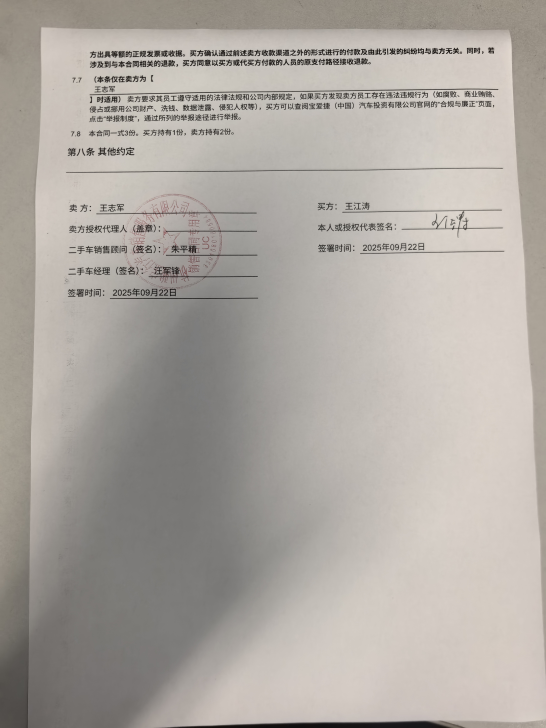 方出具等额的正规发票或收据。买方确认通过前述卖方收款渠道之外的形式进行的付款及由此引发的纠纷均与卖方无关。同时，若
涉及到与本合同相关的退款，买方同意以买方或代买方付款的人员的原支付路径接收退款。
7.7 （本条仅在卖方为【
王志军
】时适用）卖方要求其员工遵守适用的法律法规和公司内部规定，如果买方发现卖方员工存在违法违规行为（如腐败、商业贿赂、
侵占或挪用公司财产、洗钱、数据泄露、侵犯人权等），买方可以查阅宝爱捷（中国）汽车投资有限公司官网的“合规与廉正”页面，
点击“举报制度”，通过所列的举报途径进行举报。
7.8 本合同一式3份。买方持有1份，卖方持有2份。
第八条 其他约定
卖 方： 王志军
买方： 王江涛
卖方授权代理人（盖章）：
本人或授权代表签名：
二手车销售顾问（签名）： 朱平楠
签署时间： 2025年09月22日
二手车经理（签名）： 汪军锋
签署时间： 2025年09月22日
有限公司
UC